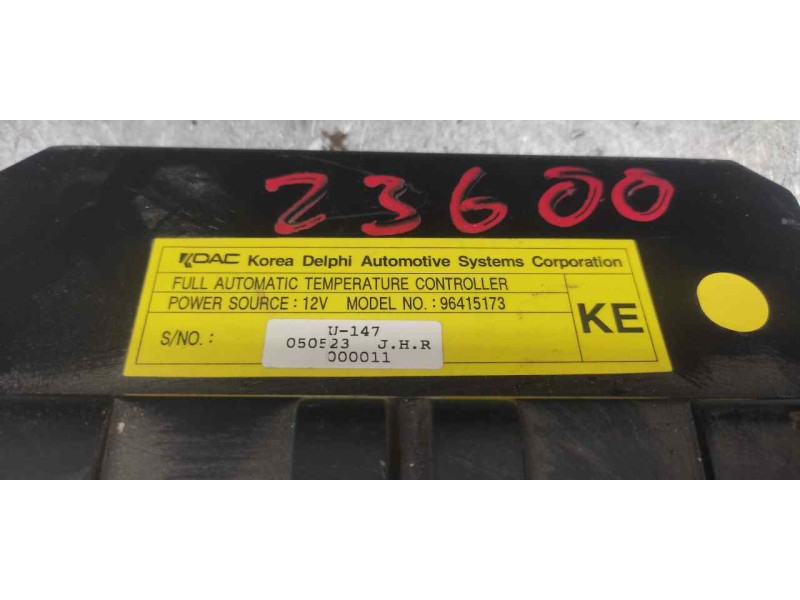 23600
KDAC Korea Delphi Automotive Systems Corporation
FULL AUTOMATIC TEMPERATURE CONTROLLER
POWER SOURCE : 12V MODEL NO. : 96415173
KE
S/NO. :
U-147
050523 J.H.R
000011